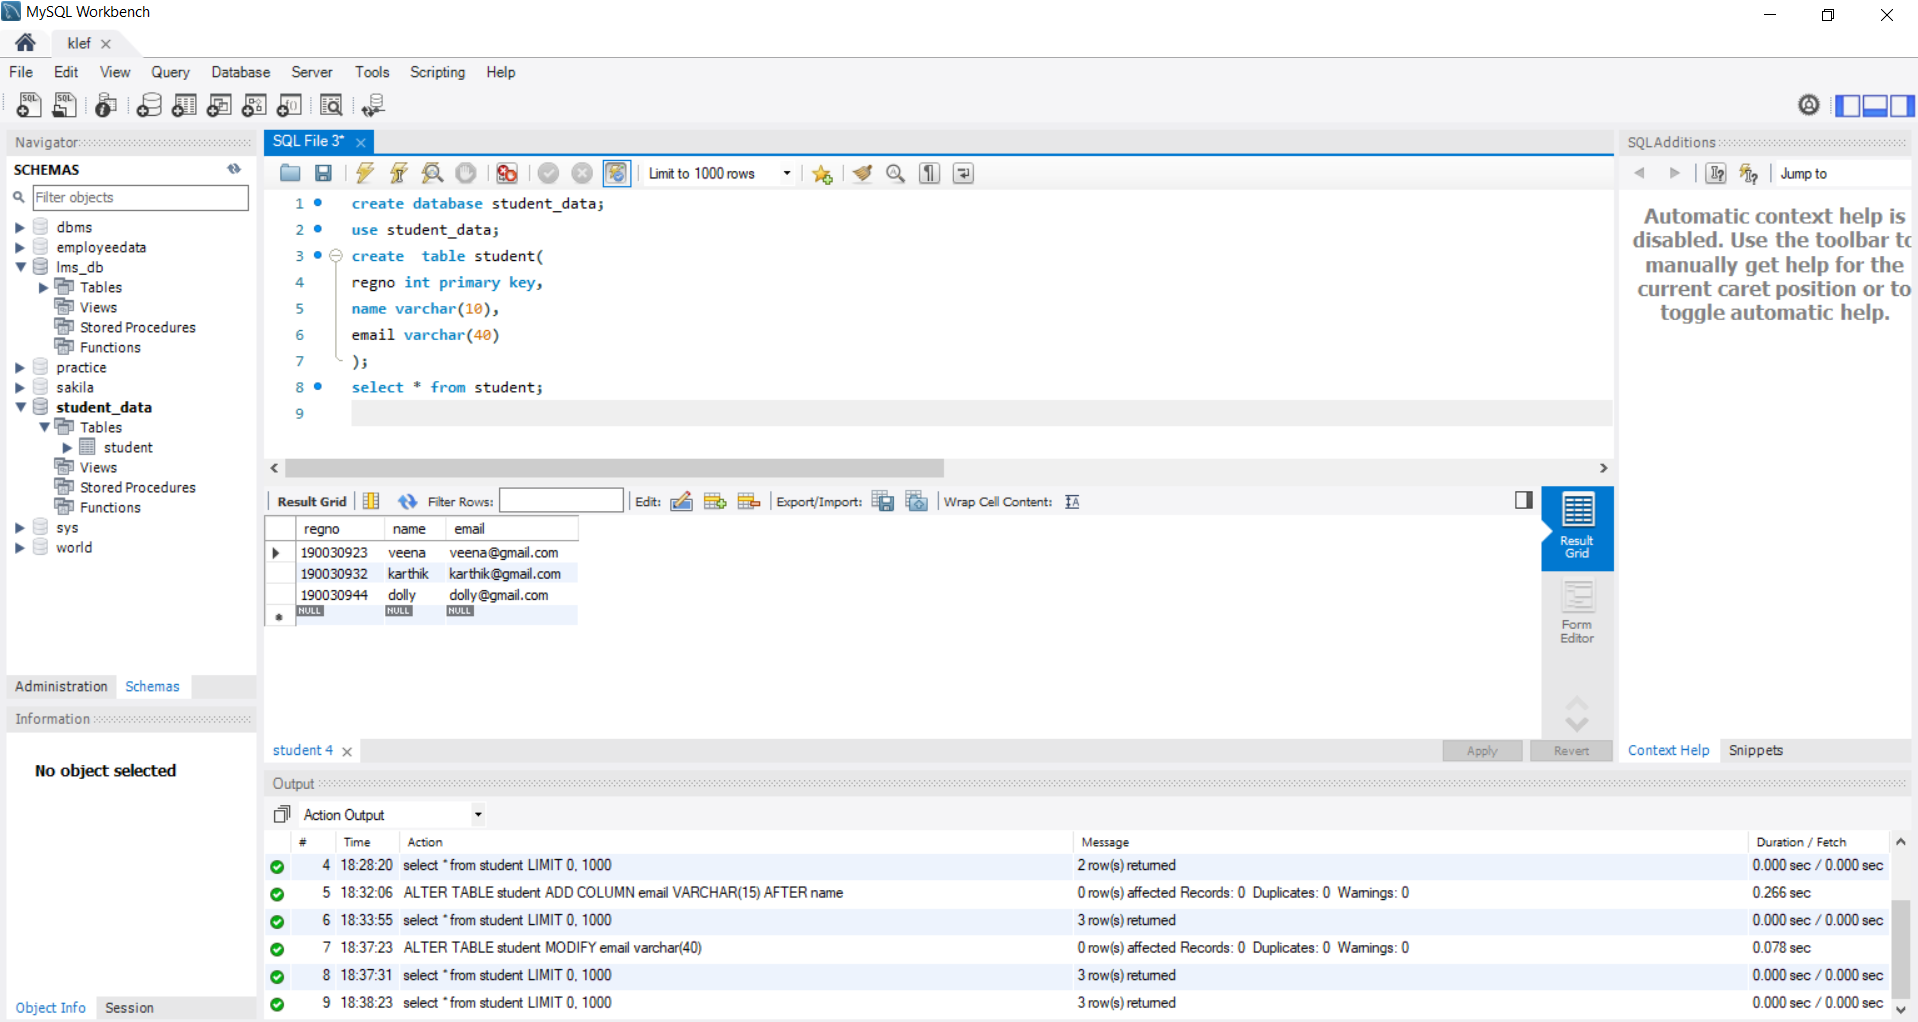 MySQL Workbench
klef
File Edit View Query Database Server Tools Scripting Help
Navigator
SCHEMAS
Filter objects
dbms
employeedata
lms_db
Tables
Views
Stored Procedures
Functions
practice
sakila
student_data
Tables
student
Views
Stored Procedures
Functions
sys
world
Administration Schemas
Information
No object selected
Object Info Session
SQL File 3*
Limit to 1000 rows
1 create database student_data;
2 use student_data;
3 create  table student(
4 regno int primary key,
5 name varchar(10),
6 email varchar(40)
7 );
8 select * from student;
9
Result Grid Filter Rows: Edit: Export/Import: Wrap Cell Content:
regno name email
190030923 veena veena@gmail.com
190030932 karthik karthik@gmail.com
190030944 dolly dolly@gmail.com
NULL NULL NULL
Result
Grid
Form
Editor
student 4
Apply Revert
SQLAdditions
Jump to
Automatic context help is
disabled. Use the toolbar to
manually get help for the
current caret position or to
toggle automatic help.
Context Help Snippets
Output
Action Output
# Time Action Message Duration / Fetch
4 18:28:20 select * from student LIMIT 0, 1000 2 row(s) returned 0.000 sec / 0.000 sec
5 18:32:06 ALTER TABLE student ADD COLUMN email VARCHAR(15) AFTER name 0 row(s) affected Records: 0  Duplicates: 0  Warnings: 0 0.266 sec
6 18:33:55 select * from student LIMIT 0, 1000 3 row(s) returned 0.000 sec / 0.000 sec
7 18:37:23 ALTER TABLE student MODIFY email varchar(40) 0 row(s) affected Records: 0  Duplicates: 0  Warnings: 0 0.078 sec
8 18:37:31 select * from student LIMIT 0, 1000 3 row(s) returned 0.000 sec / 0.000 sec
9 18:38:23 select * from student LIMIT 0, 1000 3 row(s) returned 0.000 sec / 0.000 sec